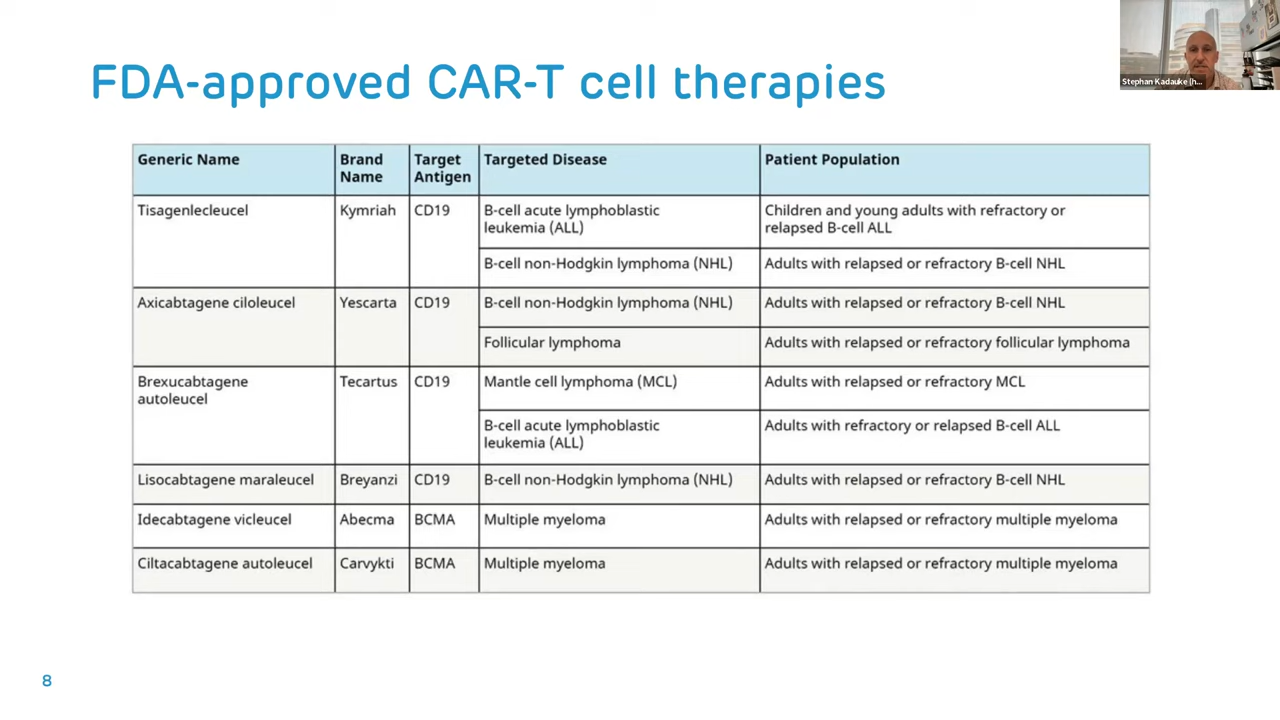 FDA-approved CAR-T cell therapies
Stephan Kadauke (h...
Generic Name
Brand Name
Target Antigen
Targeted Disease
Patient Population
Tisagenlecleucel
Kymriah
CD19
B-cell acute lymphoblastic
leukemia (ALL)
Children and young adults with refractory or
relapsed B-cell ALL
B-cell non-Hodgkin lymphoma (NHL)
Adults with relapsed or refractory B-cell NHL
Axicabtagene ciloleucel
Yescarta
CD19
B-cell non-Hodgkin lymphoma (NHL)
Adults with relapsed or refractory B-cell NHL
Follicular lymphoma
Adults with relapsed or refractory follicular lymphoma
Brexucabtagene
autoleucel
Tecartus
CD19
Mantle cell lymphoma (MCL)
Adults with relapsed or refractory MCL
B-cell acute lymphoblastic
leukemia (ALL)
Adults with refractory or relapsed B-cell ALL
Lisocabtagene maraleucel
Breyanzi
CD19
B-cell non-Hodgkin lymphoma (NHL)
Adults with relapsed or refractory B-cell NHL
Idecabtagene vicleucel
Abecma
BCMA
Multiple myeloma
Adults with relapsed or refractory multiple myeloma
Ciltacabtagene autoleucel
Carvykti
BCMA
Multiple myeloma
Adults with relapsed or refractory multiple myeloma
8